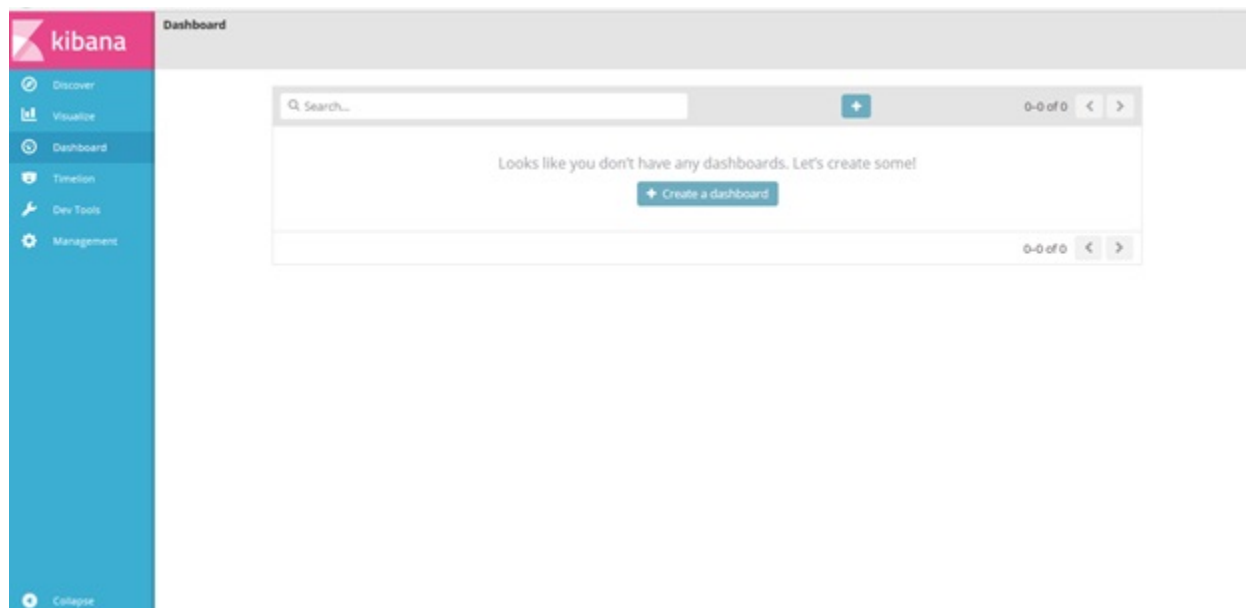 kibana
Dashboard
Discover
Visualize
Dashboard
Timelion
Dev Tools
Management
Collapse
Search...
0-0 of 0
Looks like you don't have any dashboards. Let's create some!
Create a dashboard
0-0 of 0